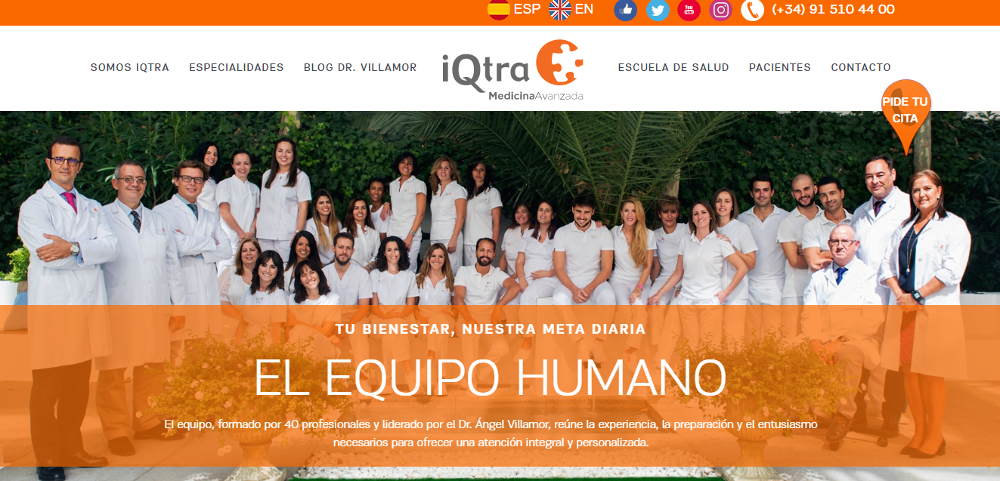 ESP EN (+34) 91 510 44 00
You
Tube
SOMOS IQTRA ESPECIALIDADES BLOG DR. VILLAMOR iQtra ESCUELA DE SALUD PACIENTES CONTACTO
MedicinaAvanzada
PIDE TU
CITA
TU BIENESTAR, NUESTRA META DIARIA
EL EQUIPO HUMANO
El equipo, formado por 40 profesionales y liderado por el Dr. Ángel Villamor, reúne la experiencia, la preparación y el entusiasmo
necesarios para ofrecer una atención integral y personalizada.